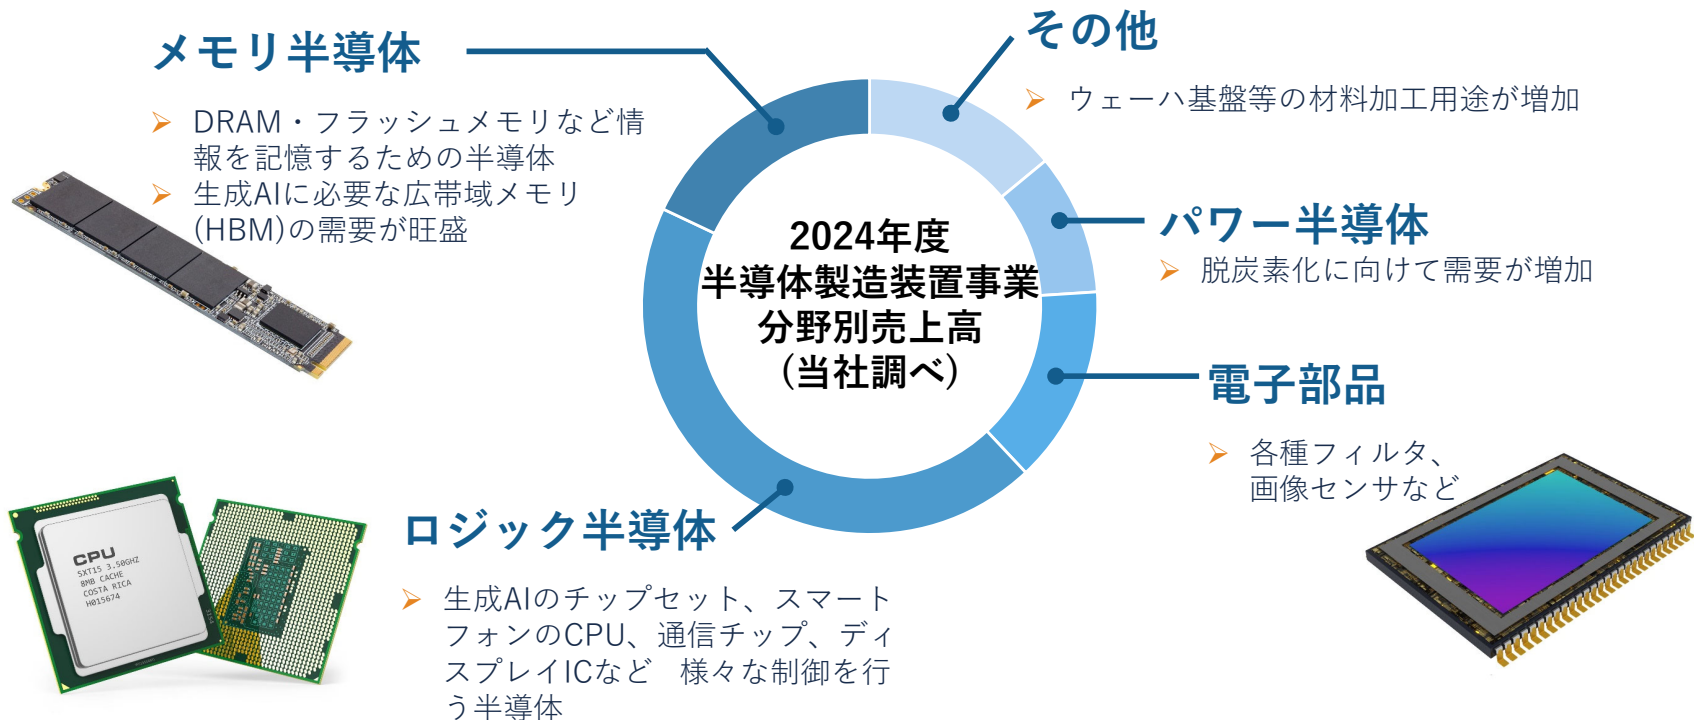 メモリ半導体
DRAM・フラッシュメモリなど情
報を記憶するための半導体
生成AIに必要な広帯域メモリ
(HBM)の需要が旺盛
その他
ウェーハ基盤等の材料加工用途が増加
パワー半導体
脱炭素化に向けて需要が増加
2024年度
半導体製造装置事業
分野別売上高
(当社調べ)
電子部品
各種フィルタ、
画像センサなど
ロジック半導体
生成AIのチップセット、スマート
フォンのCPU、通信チップ、ディ
スプレイICなど 様々な制御を行
う半導体
CPU
SXT15 3.50GHZ
8MB CACHE
COSTA RICA
H015674